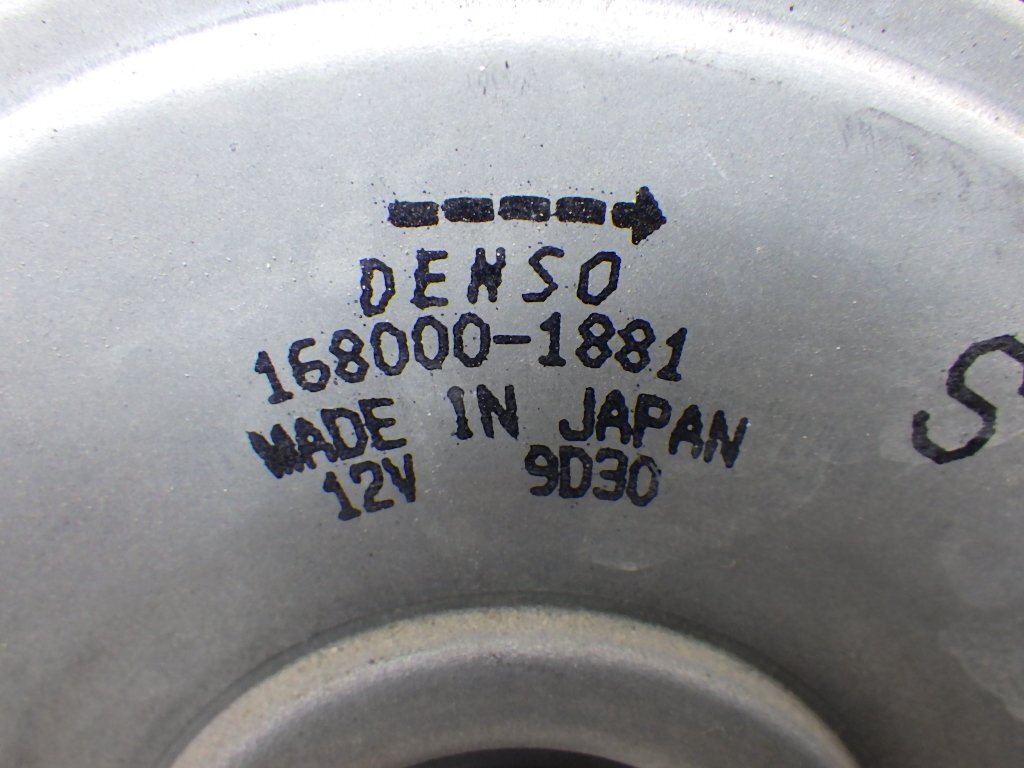 DENSO
168000-1881
MADE IN JAPAN
12V 9D30
S